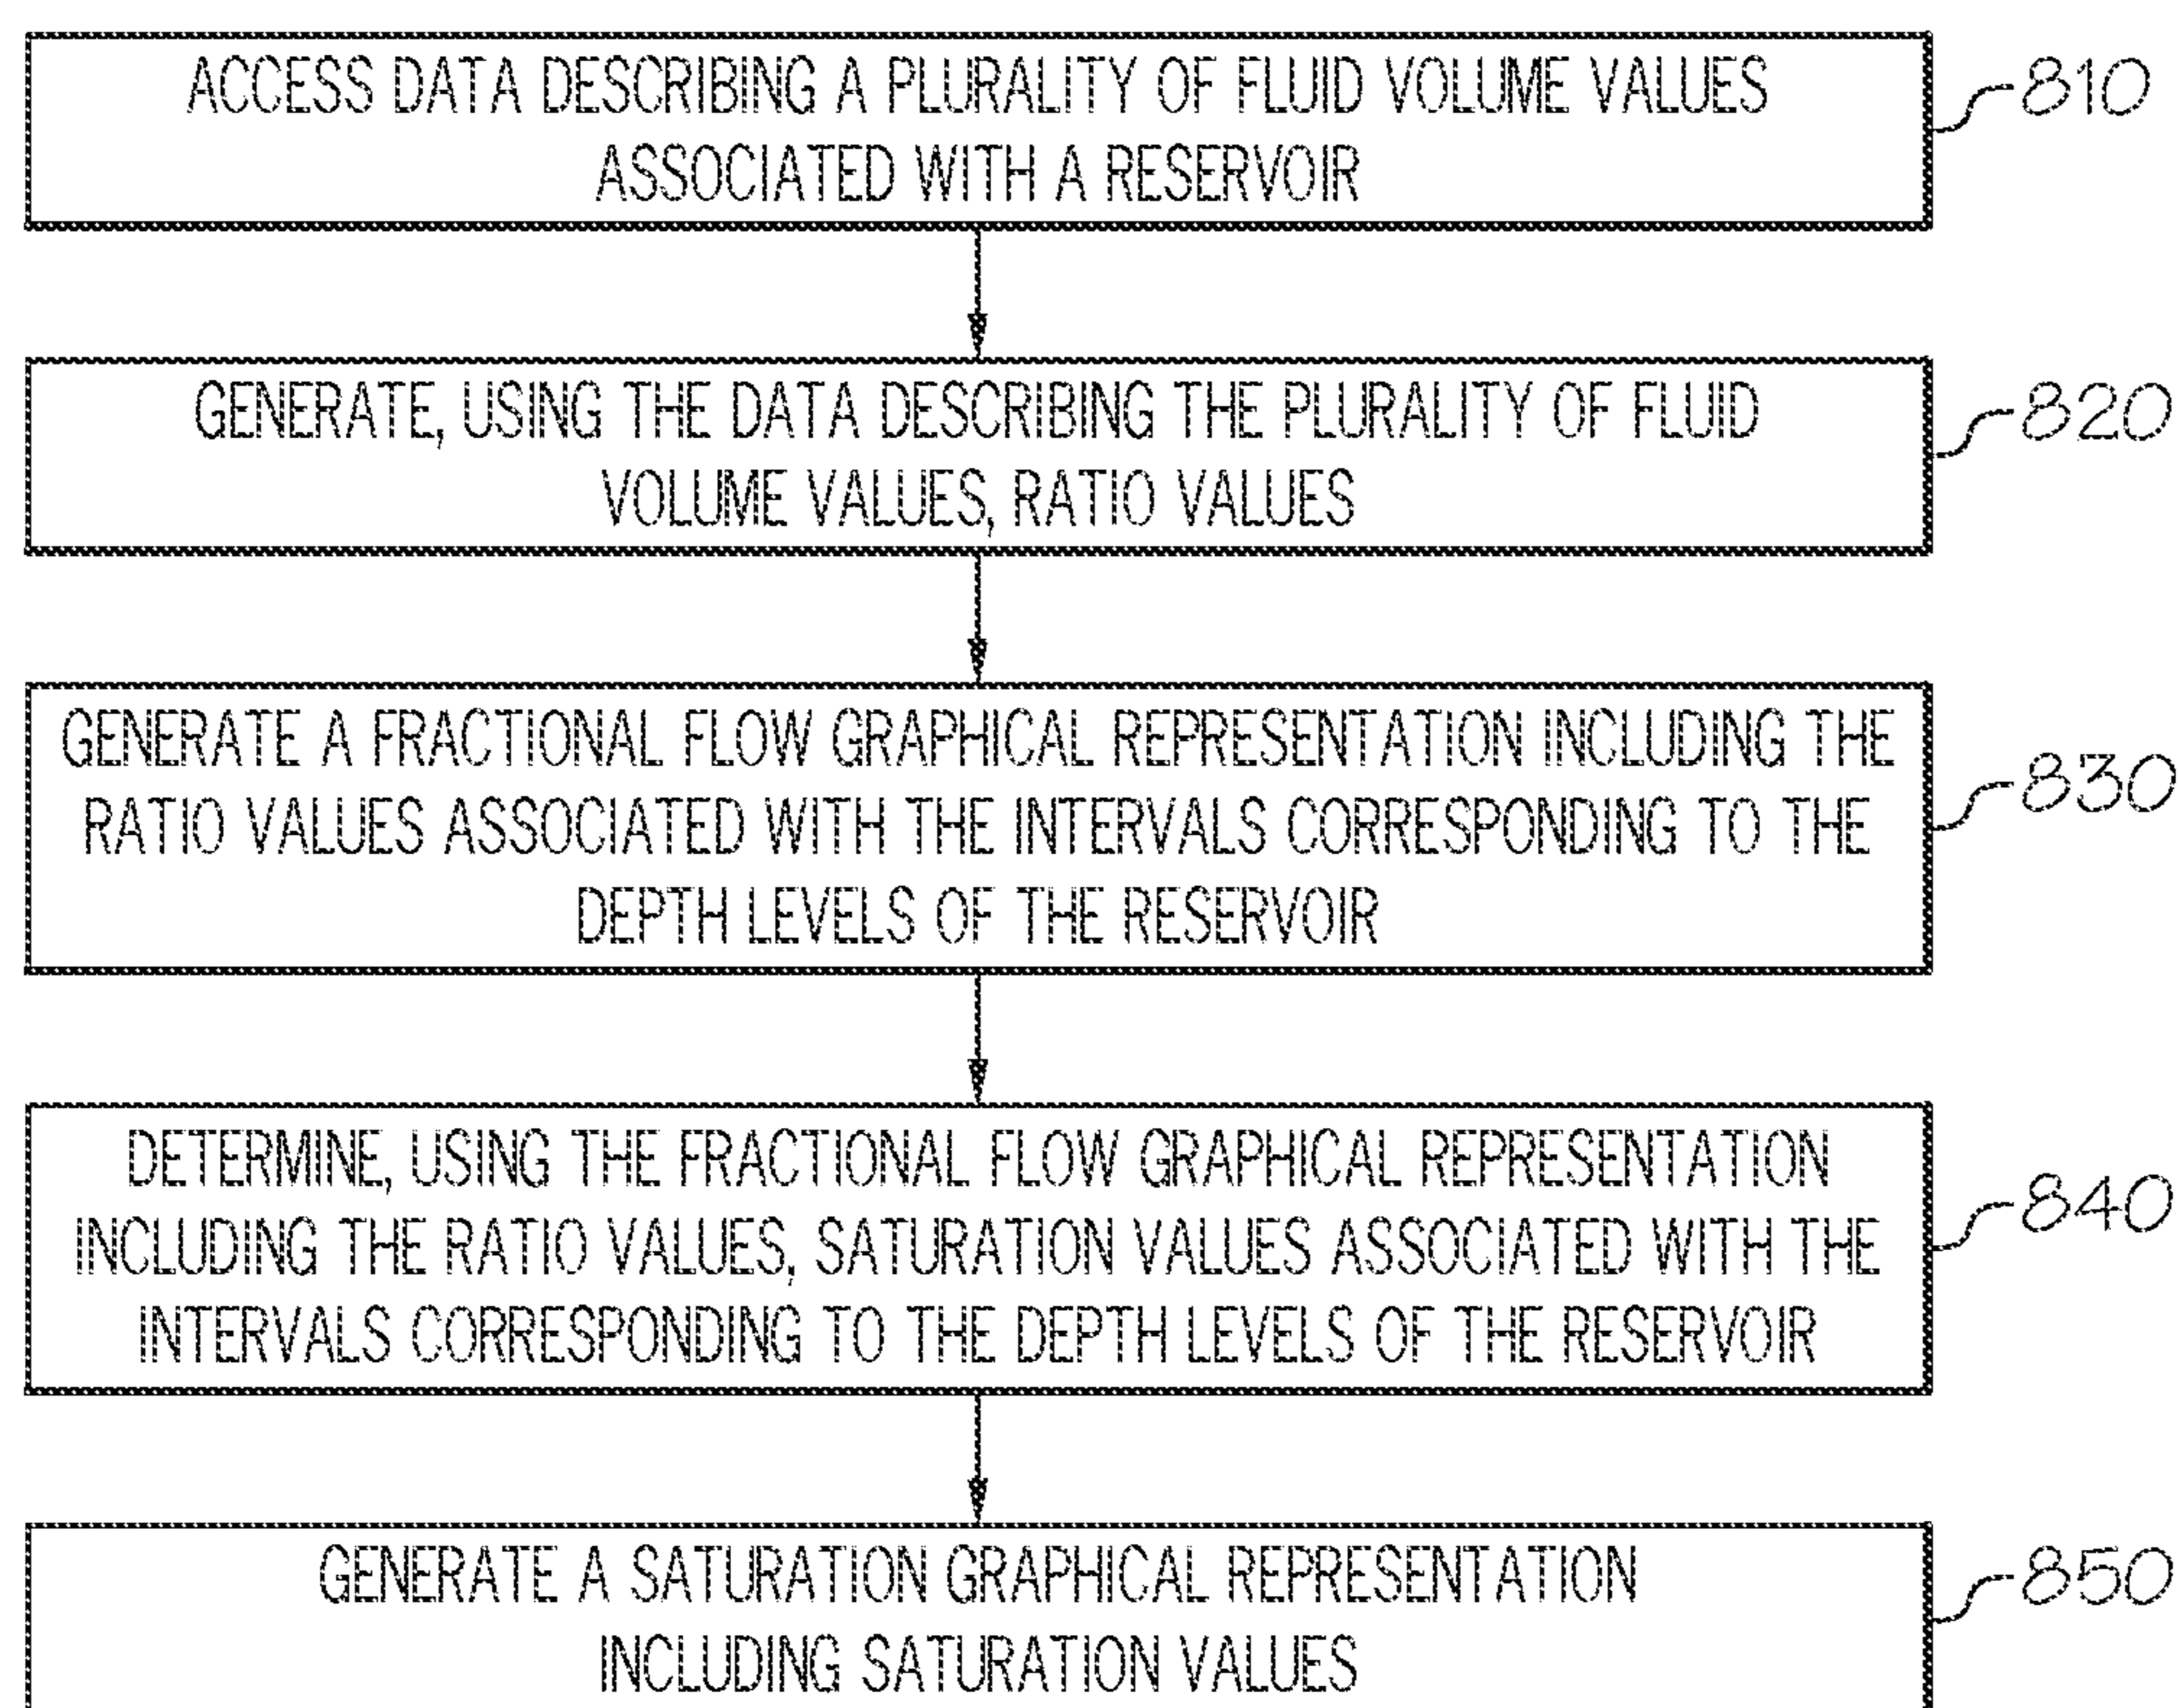 ACCESS DATA DESCRIBING A PLURALITY OF FLUID VOLUME VALUES
ASSOCIATED WITH A RESERVOIR
810
GENERATE, USING THE DATA DESCRIBING THE PLURALITY OF FLUID
VOLUME VALUES, RATIO VALUES
820
GENERATE A FRACTIONAL FLOW GRAPHICAL REPRESENTATION INCLUDING THE
RATIO VALUES ASSOCIATED WITH THE INTERVALS CORRESPONDING TO THE
DEPTH LEVELS OF THE RESERVOIR
830
DETERMINE, USING THE FRACTIONAL FLOW GRAPHICAL REPRESENTATION
INCLUDING THE RATIO VALUES, SATURATION VALUES ASSOCIATED WITH THE
INTERVALS CORRESPONDING TO THE DEPTH LEVELS OF THE RESERVOIR
840
GENERATE A SATURATION GRAPHICAL REPRESENTATION
INCLUDING SATURATION VALUES
850